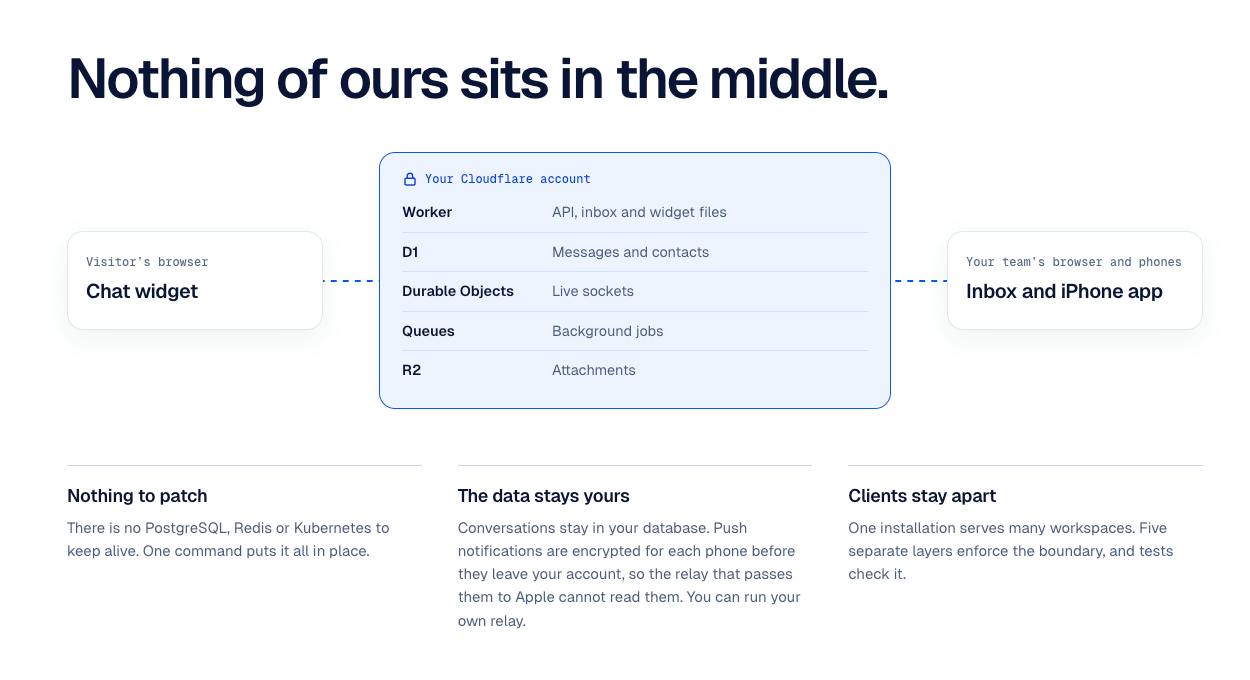 Nothing of ours sits in the middle.
Your Cloudflare account
Worker API, inbox and widget files
D1 Messages and contacts
Durable Objects Live sockets
Queues Background jobs
R2 Attachments
Visitor's browser
Chat widget
Your team's browser and phones
Inbox and iPhone app
Nothing to patch
There is no PostgreSQL, Redis or Kubernetes to
keep alive. One command puts it all in place.
The data stays yours
Conversations stay in your database. Push
notifications are encrypted for each phone before
they leave your account, so the relay that passes
them to Apple cannot read them. You can run your
own relay.
Clients stay apart
One installation serves many workspaces. Five
separate layers enforce the boundary, and tests
check it.